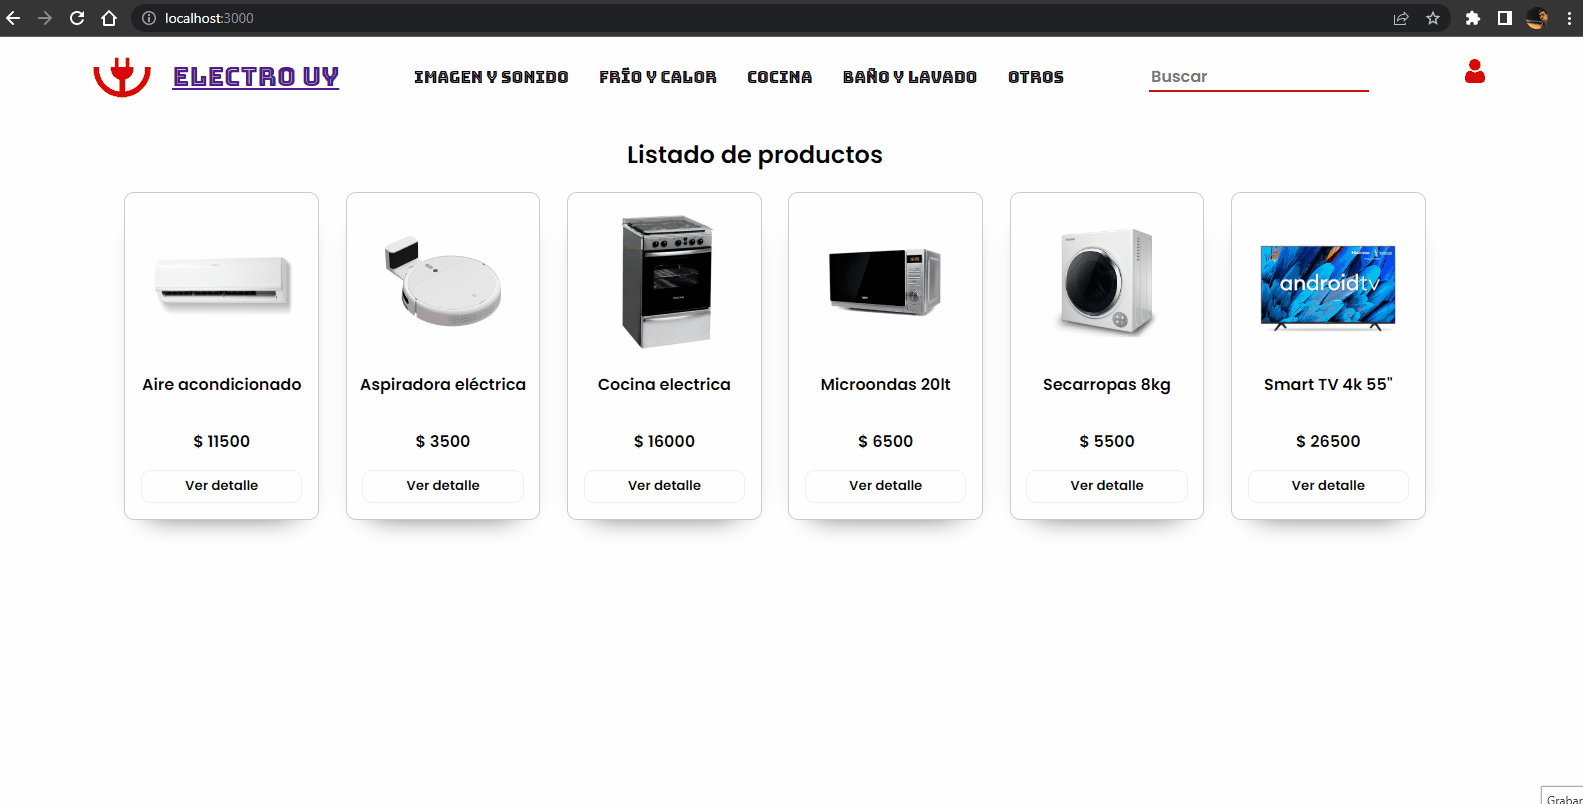 localhost:3000
ELECTRO UY
IMAGEN Y SONIDO FRÍO Y CALOR COCINA BAÑO Y LAVADO OTROS
Buscar
Listado de productos
androidtv
Aire acondicionado
Aspiradora eléctrica
Cocina electrica
Microondas 20lt
Secarropas 8kg
Smart TV 4k 55"
$ 11500
$ 3500
$ 16000
$ 6500
$ 5500
$ 26500
Ver detalle
Ver detalle
Ver detalle
Ver detalle
Ver detalle
Ver detalle
Grabar